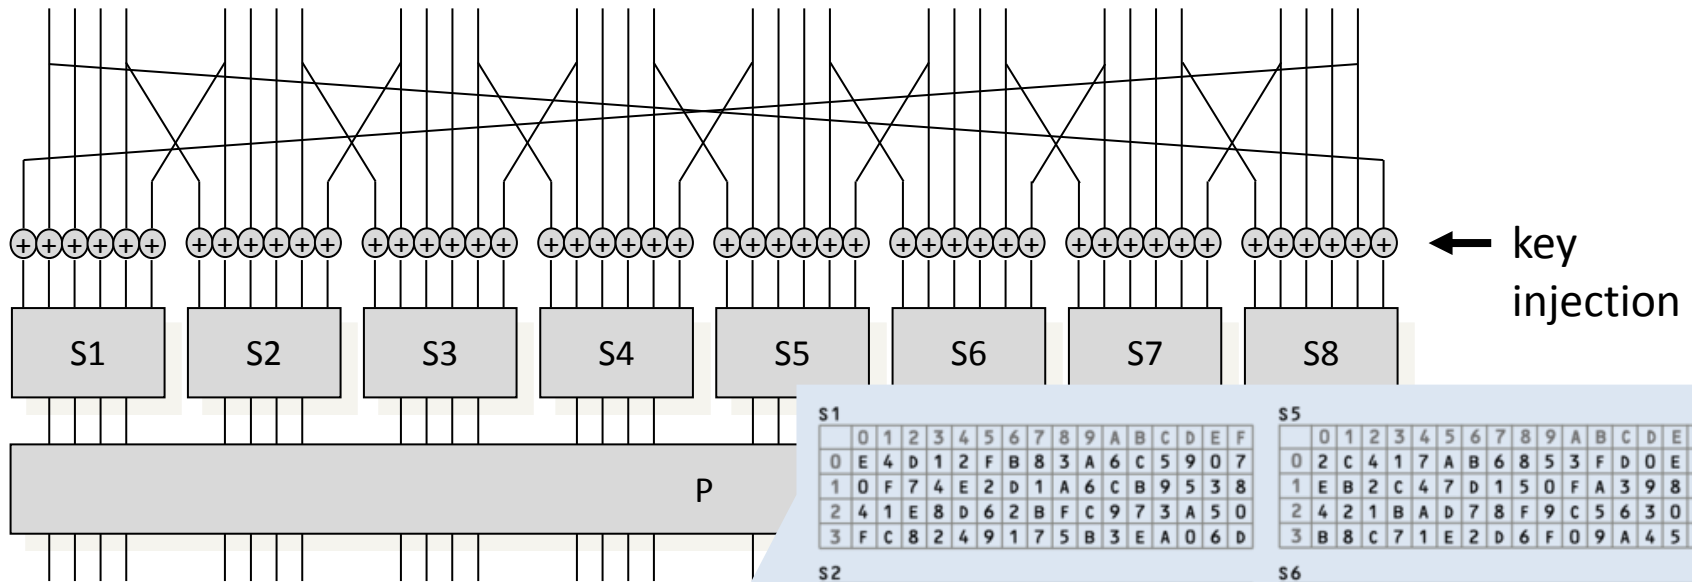 + + + + + + + + + + + + + + + + + + + + + + + + + + + + + + + + + + + + + + + + + + + + + + + +
key
injection
S1 S2 S3 S4 S5 S6 S7 S8
P
S1
0 1 2 3 4 5 6 7 8 9 A B C D E F
0 E 4 D 1 2 F B 8 3 A 6 C 5 9 0 7
1 0 F 7 4 E 2 D 1 A 6 C B 9 5 3 8
2 4 1 E 8 D 6 2 B F C 9 7 3 A 5 0
3 F C 8 2 4 9 1 7 5 B 3 E A 0 6 D
S2
S5
0 1 2 3 4 5 6 7 8 9 A B C D E
0 2 C 4 1 7 A B 6 8 5 3 F D 0 E
1 E B 2 C 4 7 D 1 5 0 F A 3 9 8
2 4 2 1 B A D 7 8 F 9 C 5 6 3 0
3 B 8 C 7 1 E 2 D 6 F 0 9 A 4 5
S6